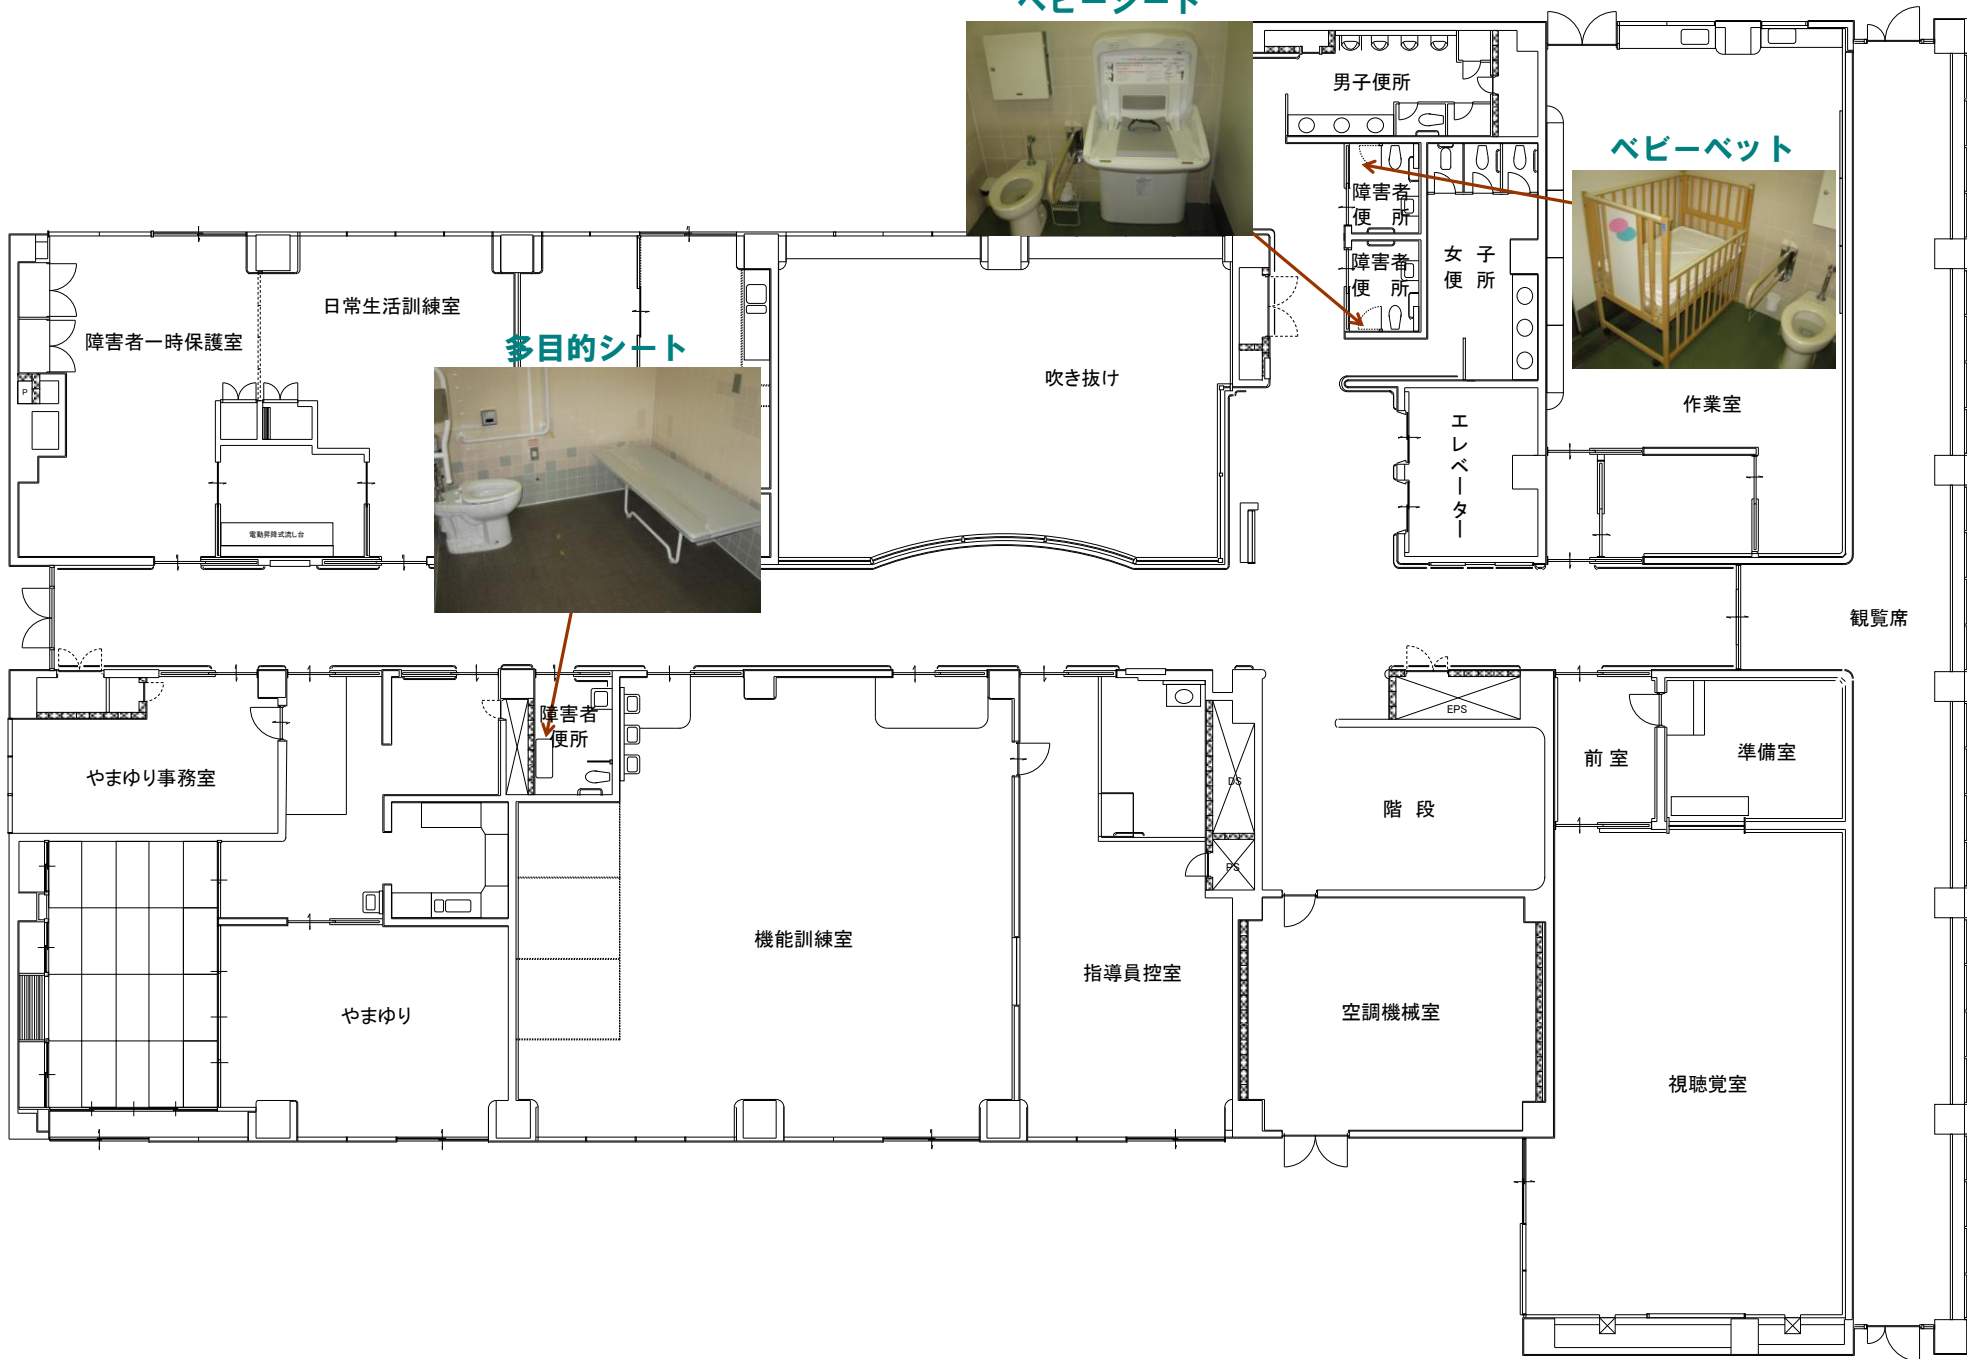 ベビーシート
男子便所
ベビーベット
障害者
便　所
障害者
便　所
女　子
便　所
日常生活訓練室
障害者一時保護室
多目的シート
吹き抜け
作業室
エレベーター
P
電動昇降式流し台
観覧席
障害者
便所
EPS
前 室
準備室
やまゆり事務室
DS
階　段
PS
機能訓練室
指導員控室
空調機械室
やまゆり
視聴覚室